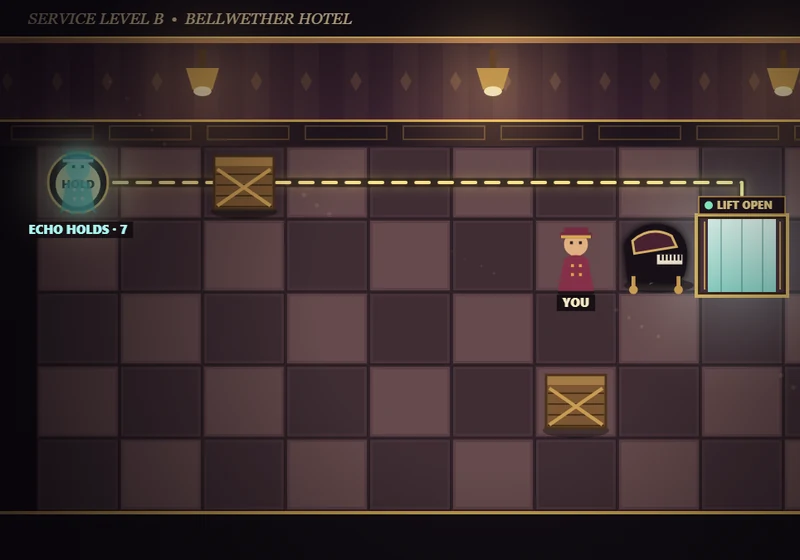 SERVICE LEVEL B • BELLWETHER HOTEL
HOLD
LIFT OPEN
ECHO HOLDS · 7
YOU